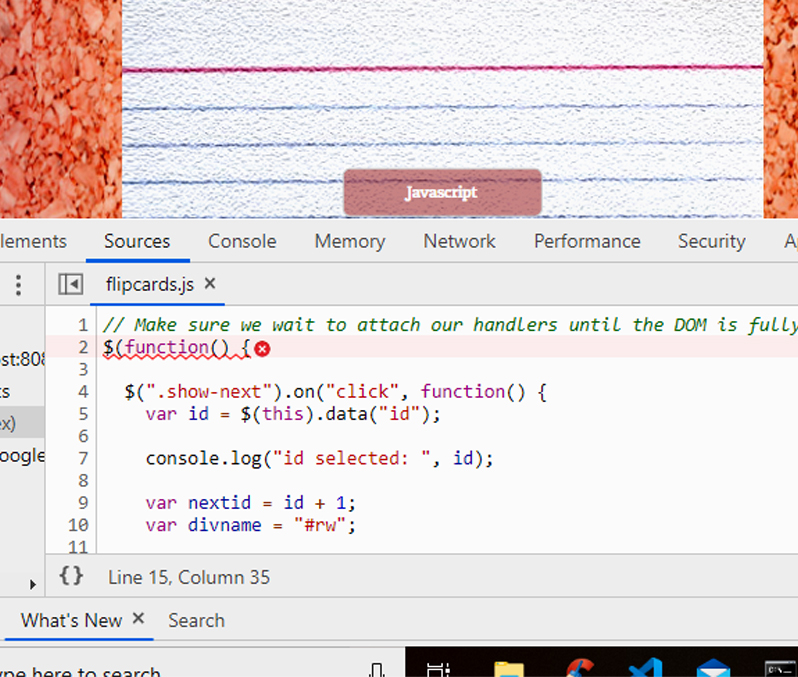 Javascript
lements Sources Console Memory Network Performance Security A
flipcards.js ×
1 // Make sure we wait to attach our handlers until the DOM is fully
2 $(function() {
3
4 $(".show-next").on("click", function() {
5 var id = $(this).data("id");
6
7 console.log("id selected: ", id);
8
9 var nextid = id + 1;
10 var divname = "#rw";
11
ost:808
ts
ex)
oogle
{} Line 15, Column 35
What's New × Search
ype here to search